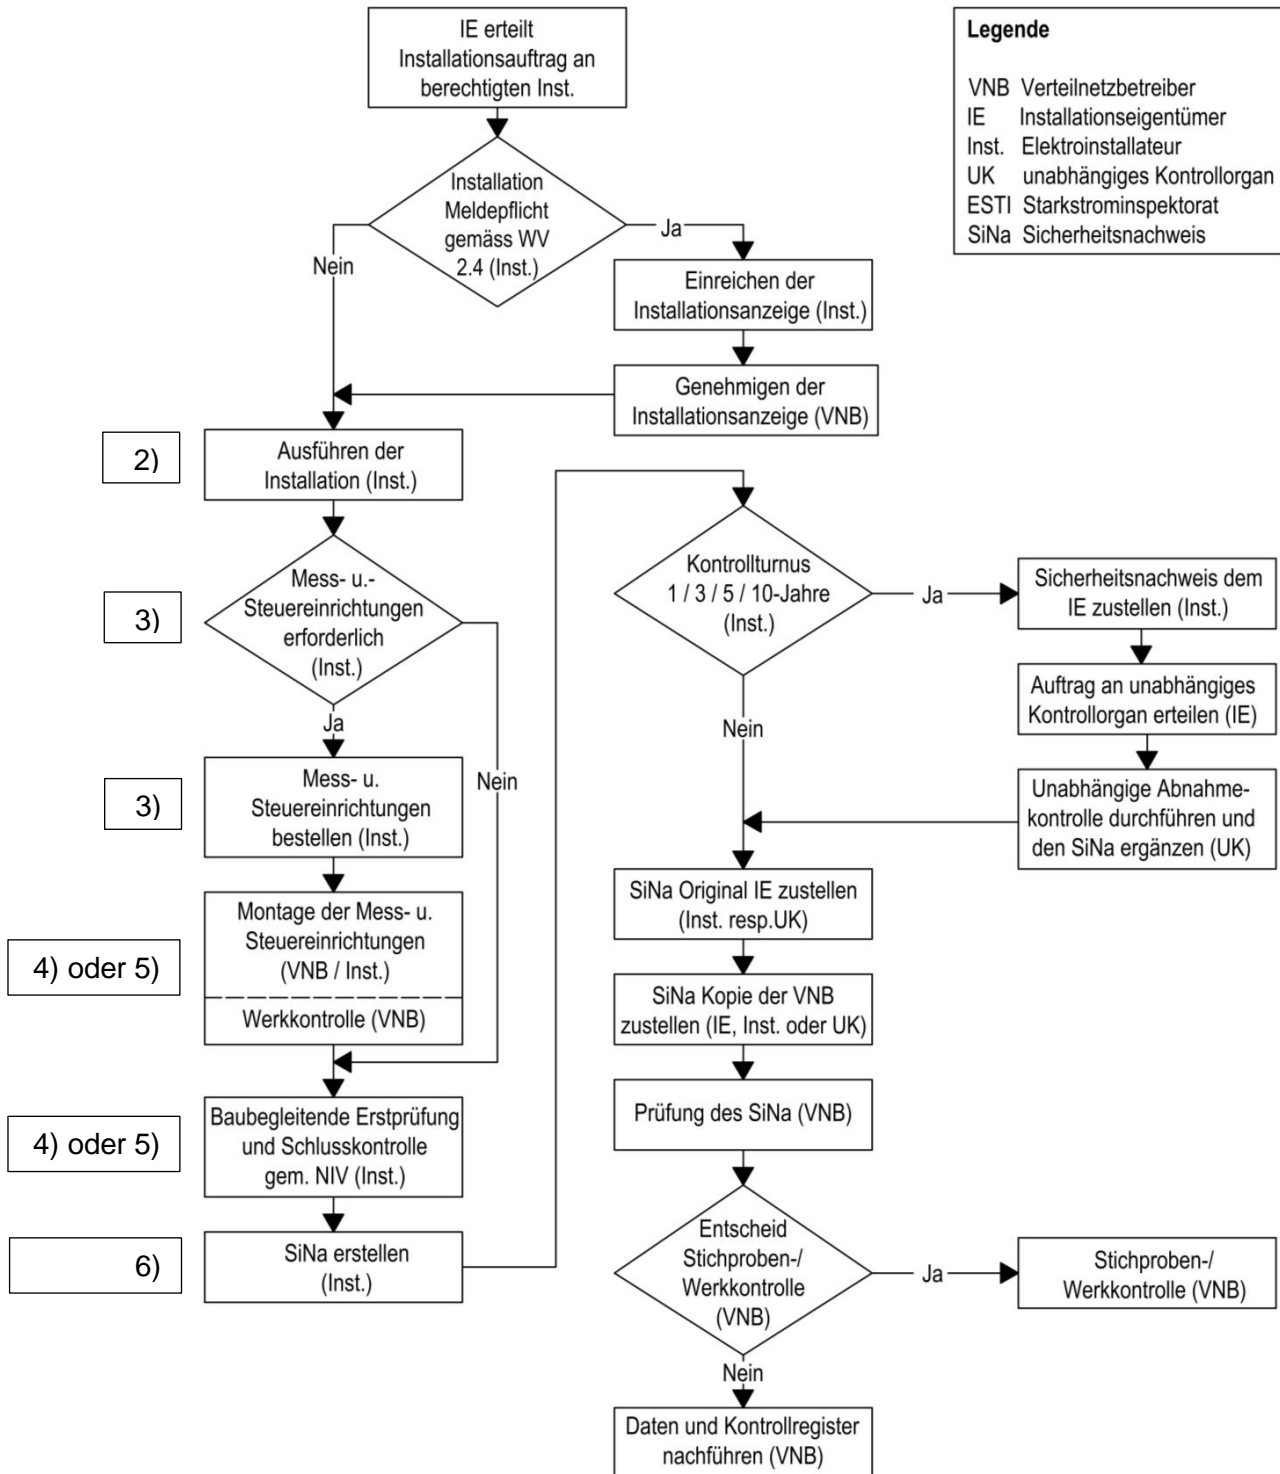 IE erteilt
Installationsauftrag an
berechtigten Inst.
Legende
VNB Verteilnetzbetreiber
IE Installationseigentümer
Inst. Elektroinstallateur
UK unabhängiges Kontrollorgan
ESTI Starkstrominspektorat
SiNa Sicherheitsnachweis
Installation
Meldepflicht
gemäss WV
2.4 (Inst.)
Ja
Nein
Einreichen der
Installationsanzeige (Inst.)
Genehmigen der
Installationsanzeige (VNB)
2)
Ausführen der
Installation (Inst.)
3)
Mess- u.-
Steuereinrichtungen
erforderlich
(Inst.)
Ja
Nein
3)
Mess- u.
Steuereinrichtungen
bestellen (Inst.)
4) oder 5)
Montage der Mess- u.
Steuereinrichtungen
(VNB / Inst.)
Werkkontrolle (VNB)
4) oder 5)
Baubegleitende Erstprüfung
und Schlusskontrolle
gem. NIV (Inst.)
6)
SiNa erstellen
(Inst.)
Kontrollturnus
1 / 3 / 5 / 10-Jahre
(Inst.)
Ja
Nein
Sicherheitsnachweis dem
IE zustellen (Inst.)
Auftrag an unabhängiges
Kontrollorgan erteilen (IE)
Unabhängige Abnahme-
kontrolle durchführen und
den SiNa ergänzen (UK)
SiNa Original IE zustellen
(Inst. resp.UK)
SiNa Kopie der VNB
zustellen (IE, Inst. oder UK)
Prüfung des SiNa (VNB)
Entscheid
Stichproben-/
Werkkontrolle
(VNB)
Ja
Stichproben-/
Werkkontrolle (VNB)
Nein
Daten und Kontrollregister
nachführen (VNB)